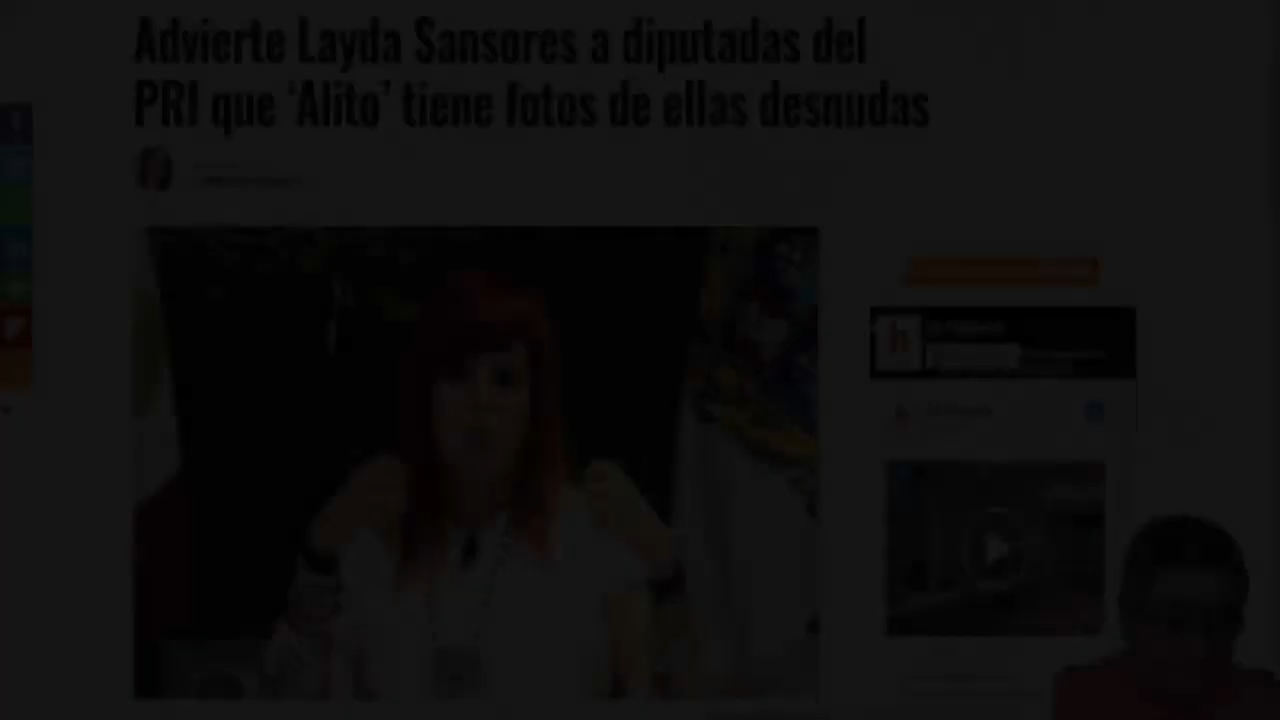 Advierte Layda Sansores a diputadas del
PRI que ‘Alito’ tiene fotos de ellas desnudas